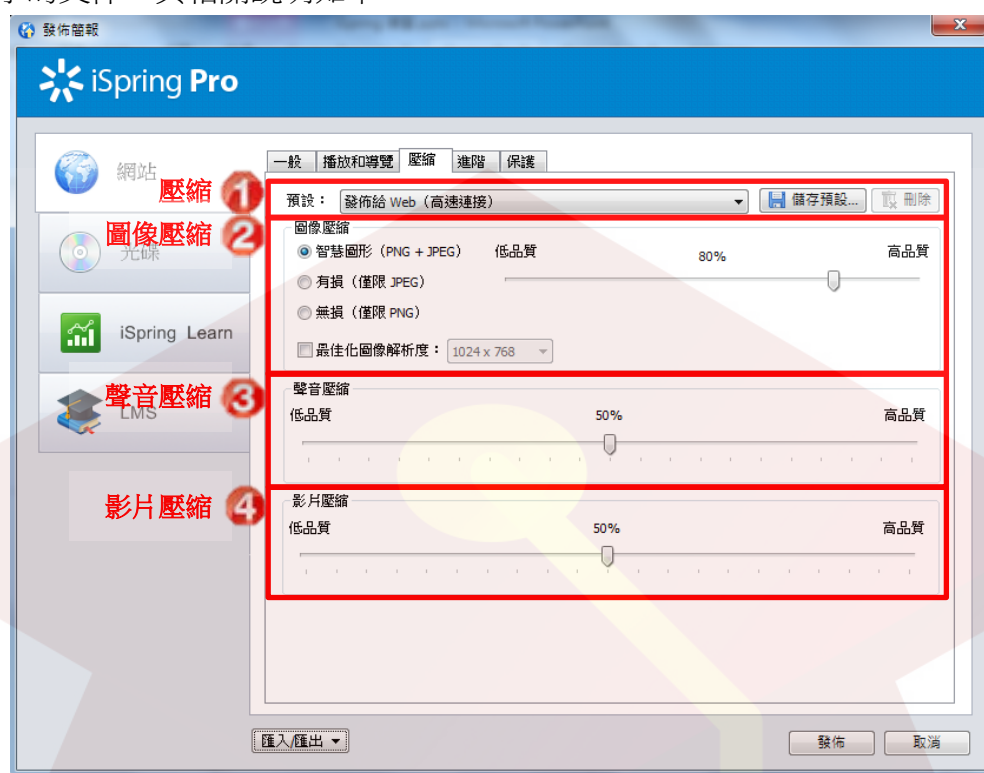 發佈簡報
iSpring Pro
網站
光碟
iSpring Learn
LMS
壓縮 1
圖像壓縮 2
聲音壓縮 3
影片壓縮 4
一般 播放和導覽 壓縮 進階 保護
預設： 發佈給 Web（高速連接） 儲存預設... 刪除
圖像壓縮
智慧圖形（PNG + JPEG） 低品質 80% 高品質
有損（僅限 JPEG）
無損（僅限 PNG）
最佳化圖像解析度： 1024 x 768
聲音壓縮
低品質 50% 高品質
影片壓縮
低品質 50% 高品質
匯入/匯出 發佈 取消